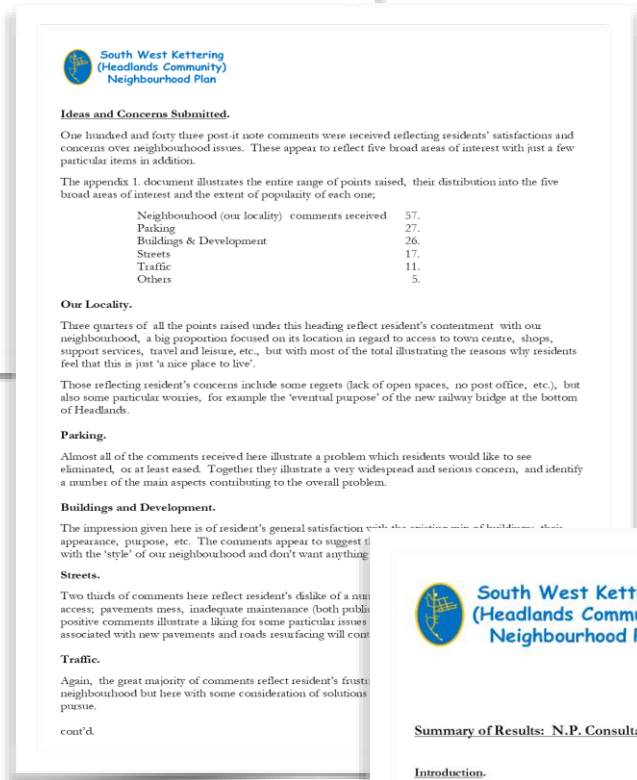 South West Kettering
(Headlands Community)
Neighbourhood Plan
Ideas and Concerns Submitted.
One hundred and forty three post-it note comments were received reflecting residents' satisfactions and
concerns over neighbourhood issues. These appear to reflect five broad areas of interest with just a few
particular items in addition.
The appendix 1. document illustrates the entire range of points raised, their distribution into the five
broad areas of interest and the extent of popularity of each one;
Neighbourhood (our locality) comments received 57.
Parking 27.
Buildings & Development 26.
Streets 17.
Traffic 11.
Others 5.
Our Locality.
Three quarters of all the points raised under this heading reflect resident's contentment with our
neighbourhood, a big proportion focused on its location in regard to access to town centre, shops,
support services, travel and leisure, etc., but with most of the total illustrating the reasons why residents
feel that this is just 'a nice place to live'.
Those reflecting resident's concerns include some regrets (lack of open spaces, no post office, etc.), but
also some particular worries, for example the 'eventual purpose' of the new railway bridge at the bottom
of Headlands.
Parking.
Almost all of the comments received here illustrate a problem which residents would like to see
eliminated, or at least eased. Together they illustrate a very widespread and serious concern, and identify
a number of the main aspects contributing to the overall problem.
Buildings and Development.
The impression given here is of resident's general satisfaction with the existing mix of buildings; their
appearance, purpose, etc. The comments appear to suggest
with the 'style' of our neighbourhood and don't want anything
Streets.
Two thirds of comments here reflect resident's dislike of a
access; pavements mess, inadequate maintenance (both
positive comments illustrate a liking for some particular issues
associated with new pavements and roads resurfacing will
Traffic.
Again, the great majority of comments reflect resident's
neighbourhood but here with some consideration of solutions
pursue.
cont'd.
South West
(Headlands
Neighbourhood
Summary of Results: N.P.
Introduction.